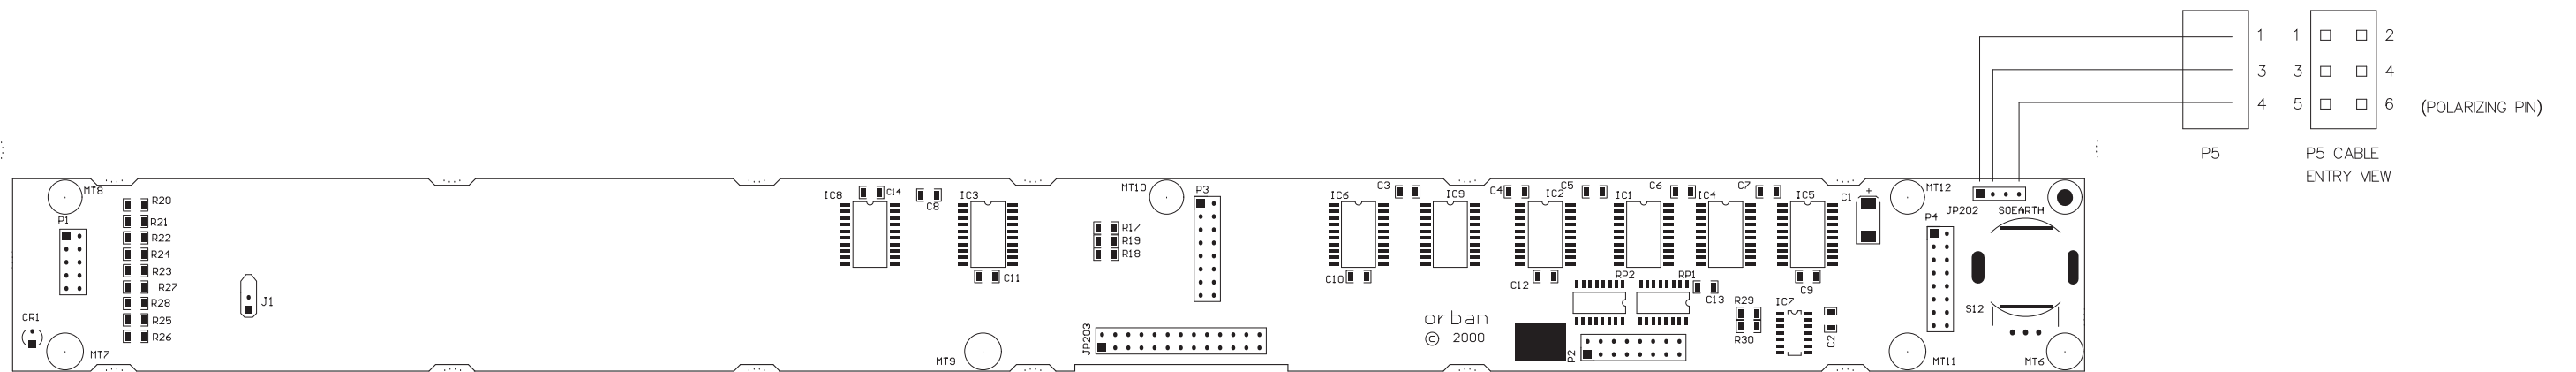 1 1 2
3 3 4
4 5 6 (POLARIZING PIN)
P5 P5 CABLE
ENTRY VIEW
MT8 R20
P1 R21
R22
R24
R23
R27
R28
R25
R26
CR1
MT7
J1
IC8 C14 C8 IC3
C11
MT9
MT10 P3
R17
R19
R18
JP203
IC6 C3 IC9 C4 IC2 C5 IC1 C6 IC4 C7 IC5 C1 +
C10 C12 RP2 RP1 C13 C9
orban
© 2000
P2
R29 IC7
R30 C2
MT12 JP202 SOEARTH
P4
S12
MT11 MT6